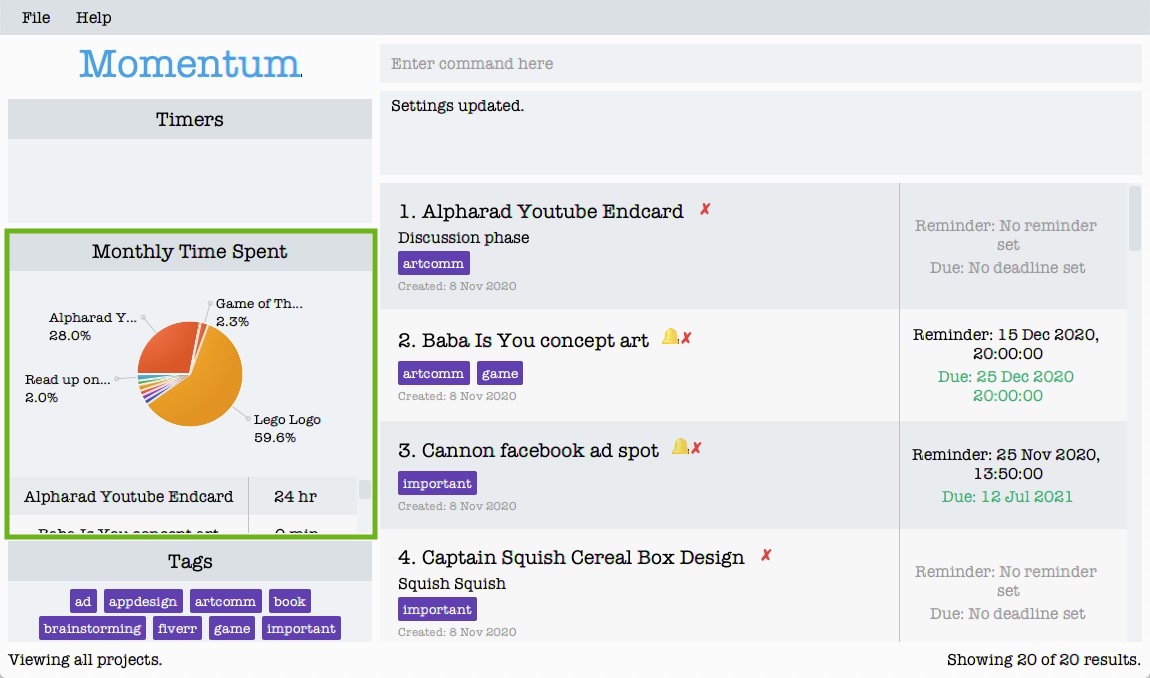 File Help
Momentum
Timers
Monthly Time Spent
Alpharad Y...
28.0%
Game of Th...
2.3%
Read up on...
2.0%
Lego Logo
59.6%
Alpharad Youtube Endcard 24 hr
Baba Is You concept art 0 min
Tags
ad appdesign artcomm book
brainstorming fiverr game important
Viewing all projects.
Enter command here
Settings updated.
1. Alpharad Youtube Endcard ✗
Discussion phase
artcomm
Created: 8 Nov 2020
Reminder: No reminder
set
Due: No deadline set
2. Baba Is You concept art 🔔✗
artcomm game
Created: 8 Nov 2020
Reminder: 15 Dec 2020,
20:00:00
Due: 25 Dec 2020
20:00:00
3. Cannon facebook ad spot 🔔✗
important
Created: 8 Nov 2020
Reminder: 25 Nov 2020,
13:50:00
Due: 12 Jul 2021
4. Captain Squish Cereal Box Design ✗
Squish Squish
important
Created: 8 Nov 2020
Reminder: No reminder
set
Due: No deadline set
Showing 20 of 20 results.